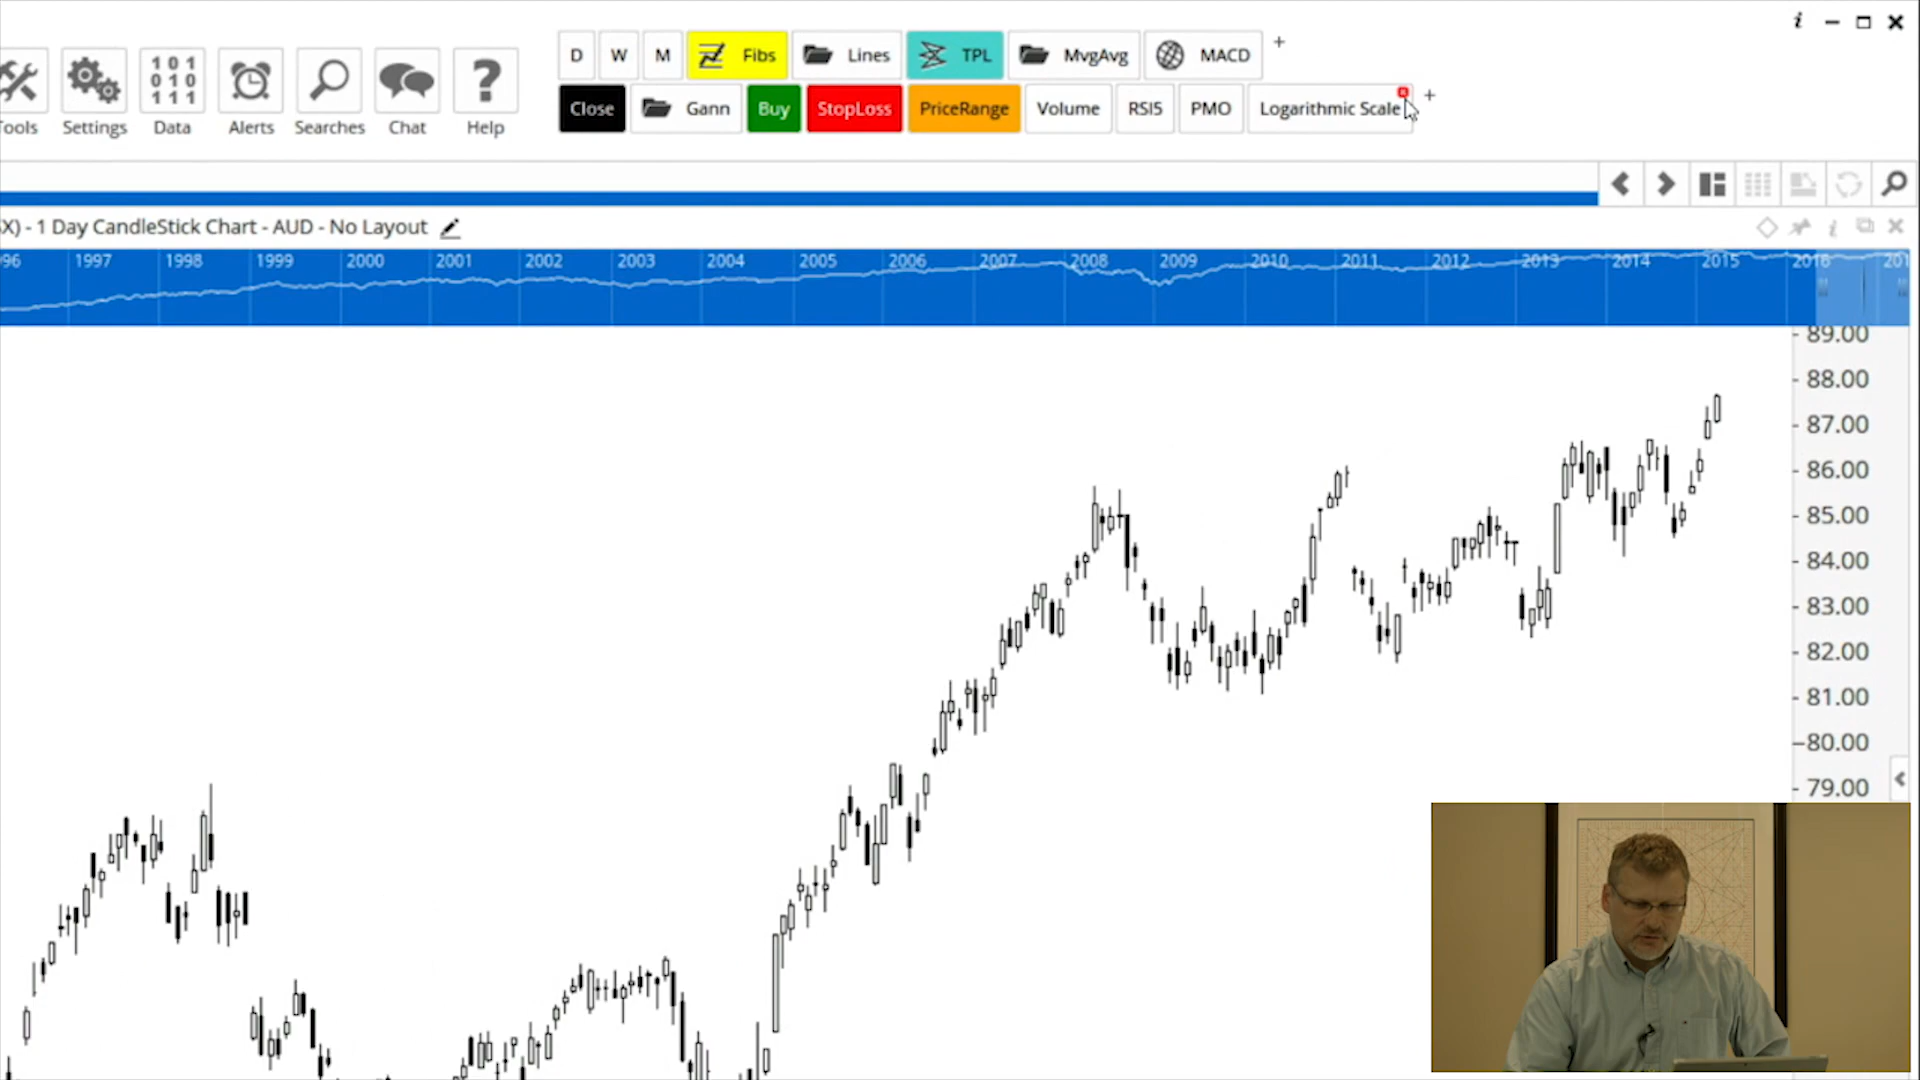 i
D W M Fibs Lines TPL MvgAvg MACD +
Close Gann Buy StopLoss PriceRange Volume RSI5 PMO Logarithmic Scale +
101
010
111
?
Tools Settings Data Alerts Searches Chat Help
SX) - 1 Day CandleStick Chart - AUD - No Layout
i
96 1997 1998 1999 2000 2001 2002 2003 2004 2005 2006 2007 2008 2009 2010 2011 2012 2013 2014 2015 2016 201
89.00
88.00
87.00
86.00
85.00
84.00
83.00
82.00
81.00
80.00
79.00